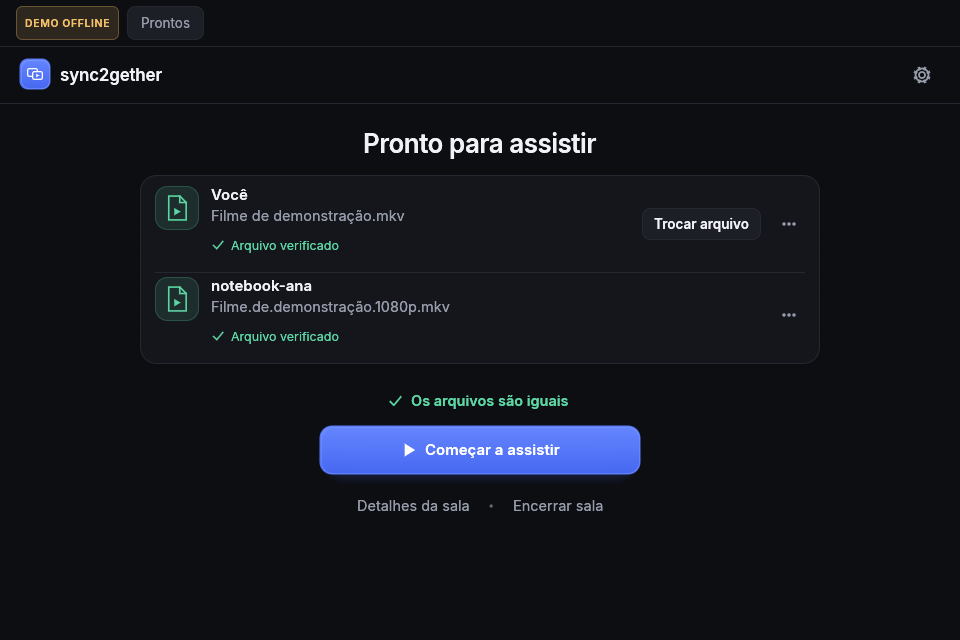 DEMO OFFLINE
Prontos
sync2gether
Pronto para assistir
Você
Filme de demonstração.mkv
Arquivo verificado
Trocar arquivo
notebook-ana
Filme.de.demonstração.1080p.mkv
Arquivo verificado
Os arquivos são iguais
Começar a assistir
Detalhes da sala • Encerrar sala